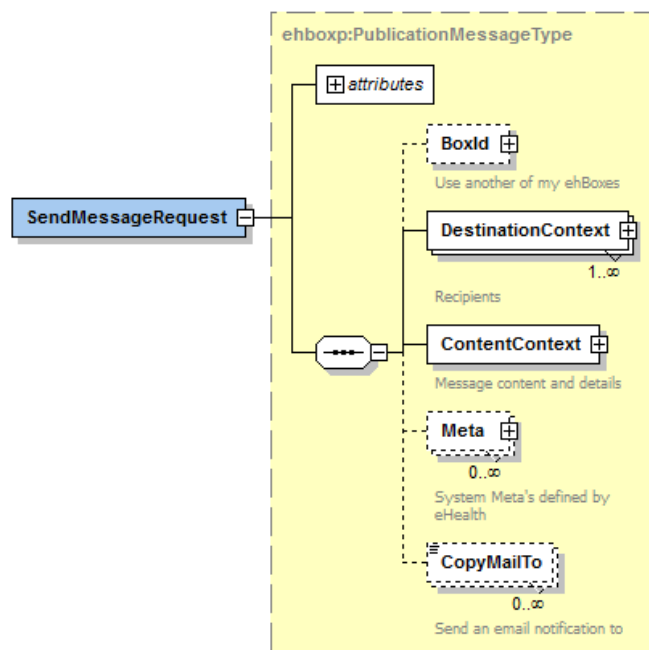 ehboxp:PublicationMessageType
attributes
BoxId
Use another of my ehBoxes
SendMessageRequest
DestinationContext
1..∞
Recipients
ContentContext
Message content and details
Meta
0..∞
System Meta's defined by
eHealth
CopyMailTo
0..∞
Send an email notification to